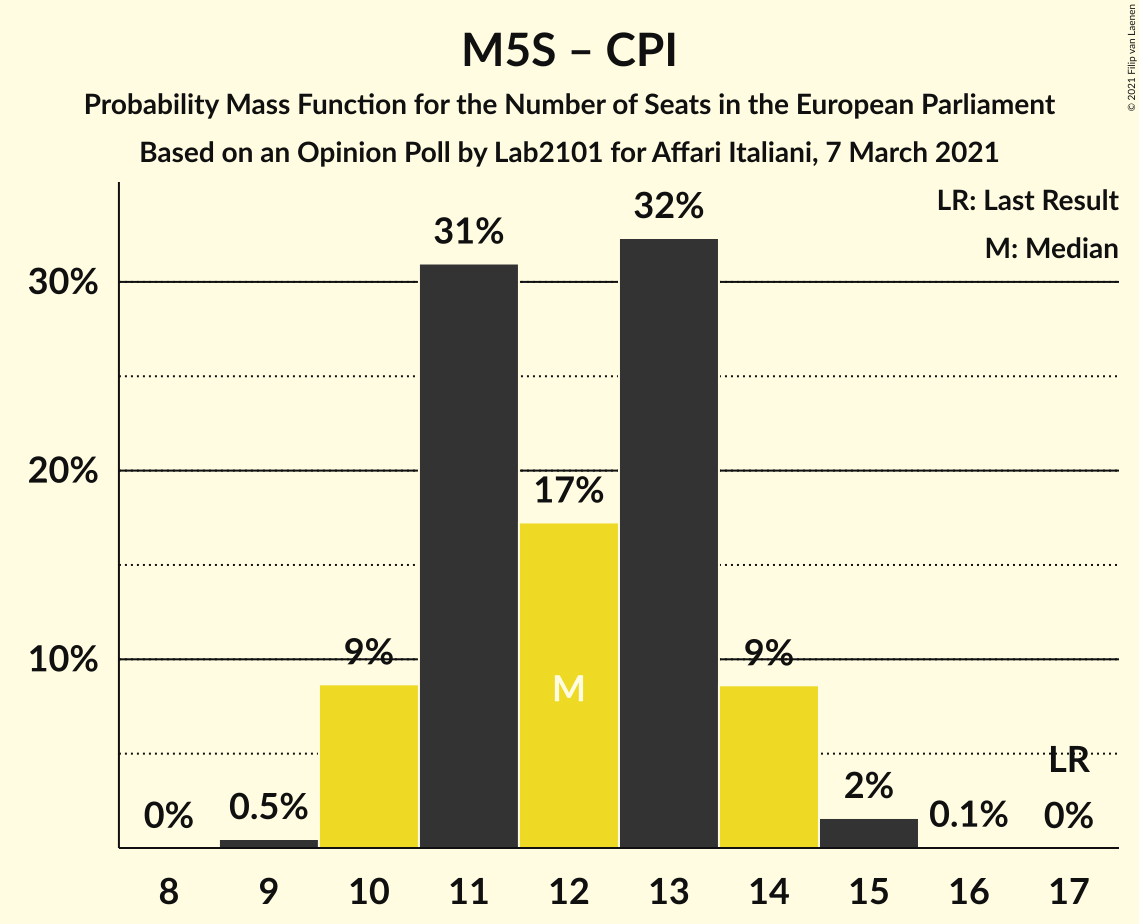 M5S – CPI
Probability Mass Function for the Number of Seats in the European Parliament
Based on an Opinion Poll by Lab2101 for Affari Italiani, 7 March 2021
© 2021 Filip van Laenen
LR: Last Result
M: Median
30%
20%
10%
0%
0.5%
9%
31%
17%
M
32%
9%
2%
0.1%
LR
0%
8 9 10 11 12 13 14 15 16 17